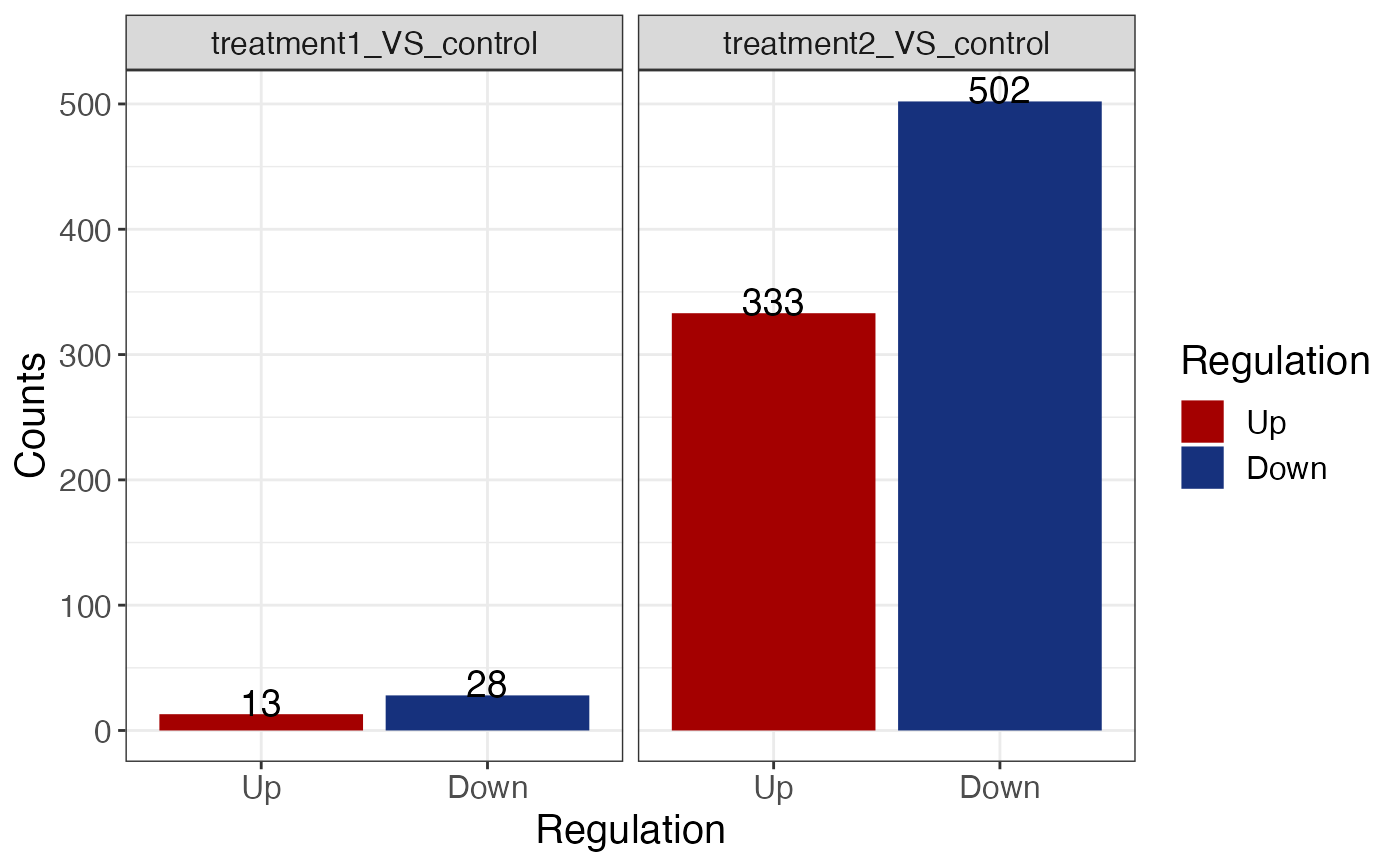 treatment1_VS_control
treatment2_VS_control
Counts
500
400
300
200
100
0
13
28
333
502
Up
Down
Up
Down
Regulation
Regulation
Up
Down